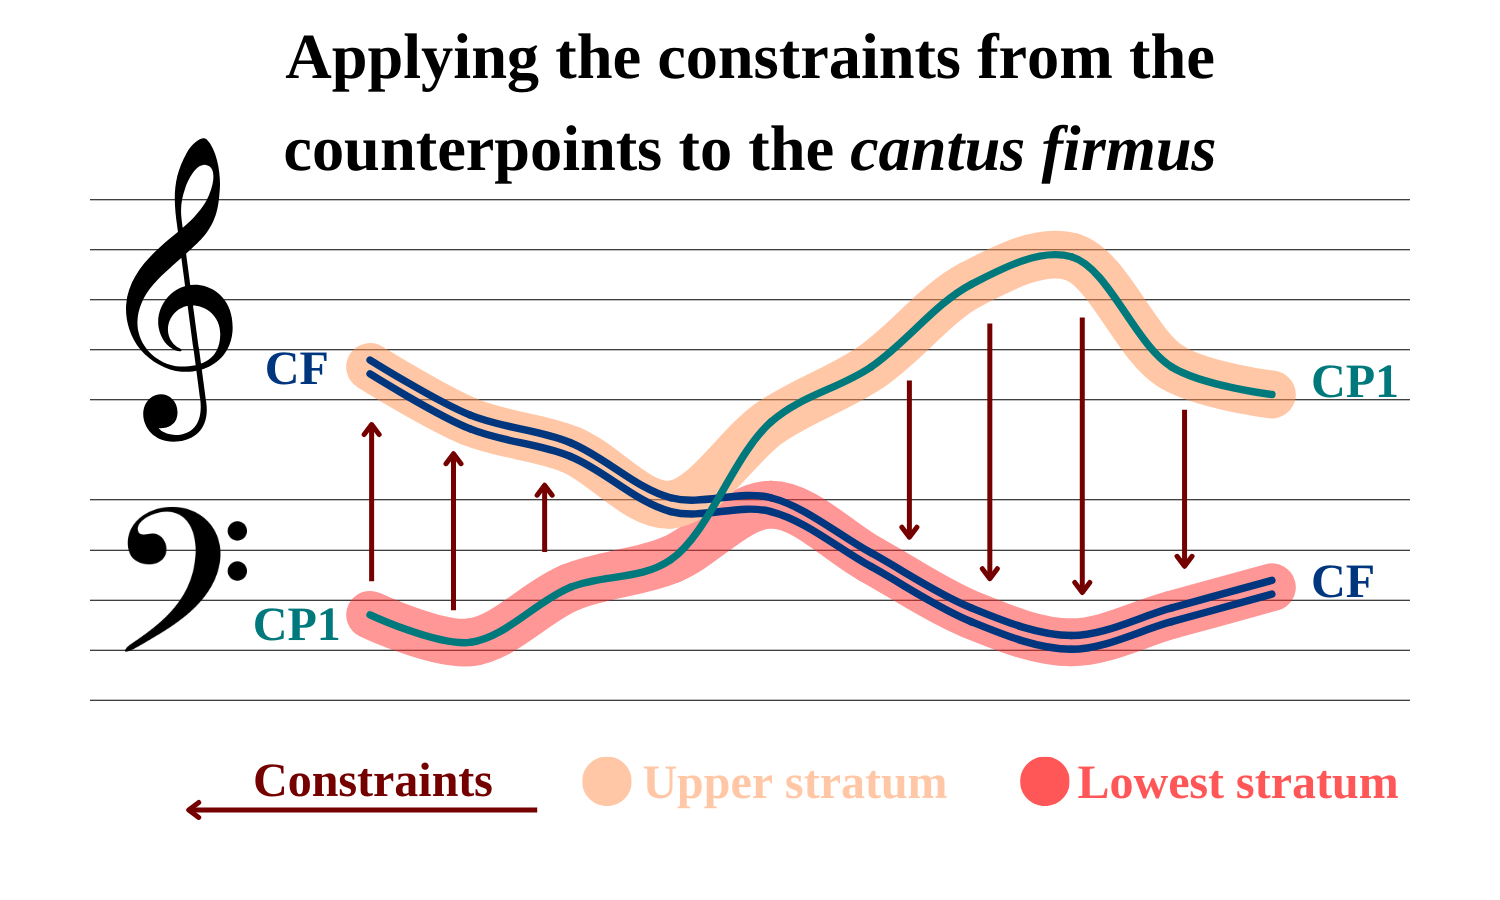 Applying the constraints from the
counterpoints to the cantus firmus
CF
CP1
CP1
CF
Constraints
Upper stratum
Lowest stratum